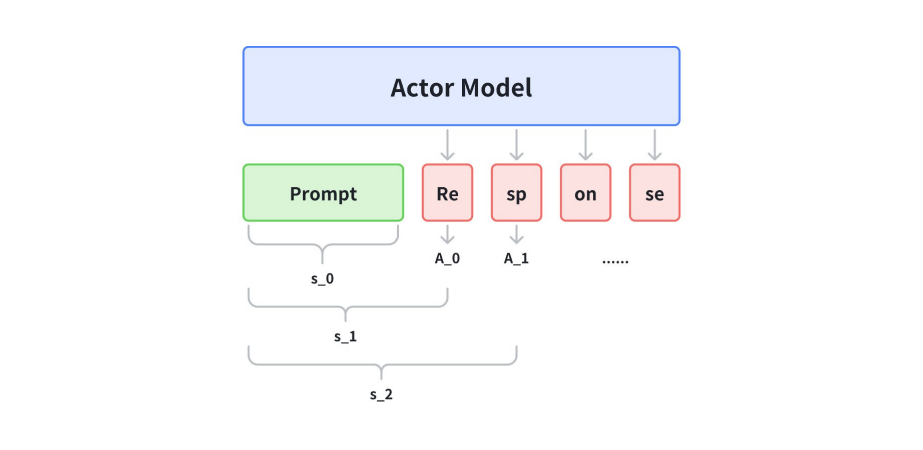 Actor Model
Prompt Re sp on se
A_0 A_1 ......
s_0
s_1
s_2